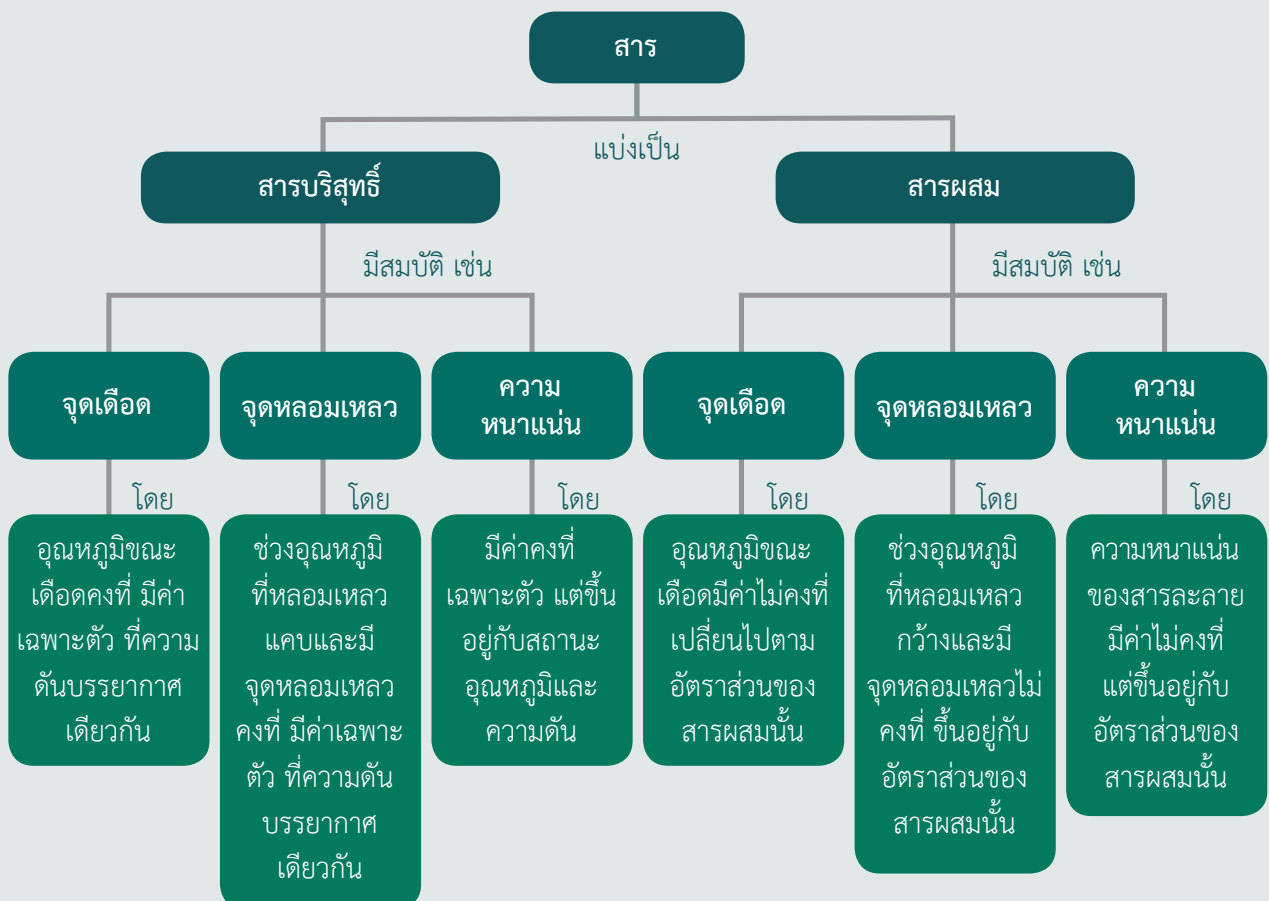 สาร
แบ่งเป็น
สารบริสุทธิ์
สารผสม
มีสมบัติ เช่น
มีสมบัติ เช่น
จุดเดือด
จุดหลอมเหลว
ความ
หนาแน่น
จุดเดือด
จุดหลอมเหลว
ความ
หนาแน่น
โดย
โดย
โดย
โดย
โดย
โดย
อุณหภูมิขณะ
เดือดคงที่ มีค่า
เฉพาะตัว ที่ความ
ดันบรรยากาศ
เดียวกัน
ช่วงอุณหภูมิ
ที่หลอมเหลว
แคบและมี
จุดหลอมเหลว
คงที่ มีค่าเฉพาะ
ตัว ที่ความดัน
บรรยากาศ
เดียวกัน
มีค่าคงที่
เฉพาะตัว แต่ขึ้น
อยู่กับสถานะ
อุณหภูมิและ
ความดัน
อุณหภูมิขณะ
เดือดมีค่าไม่คงที่
เปลี่ยนไปตาม
อัตราส่วนของ
สารผสมนั้น
ช่วงอุณหภูมิ
ที่หลอมเหลว
กว้างและมี
จุดหลอมเหลวไม่
คงที่ ขึ้นอยู่กับ
อัตราส่วนของ
สารผสมนั้น
ความหนาแน่น
ของสารละลาย
มีค่าไม่คงที่
แต่ขึ้นอยู่กับ
อัตราส่วนของ
สารผสมนั้น